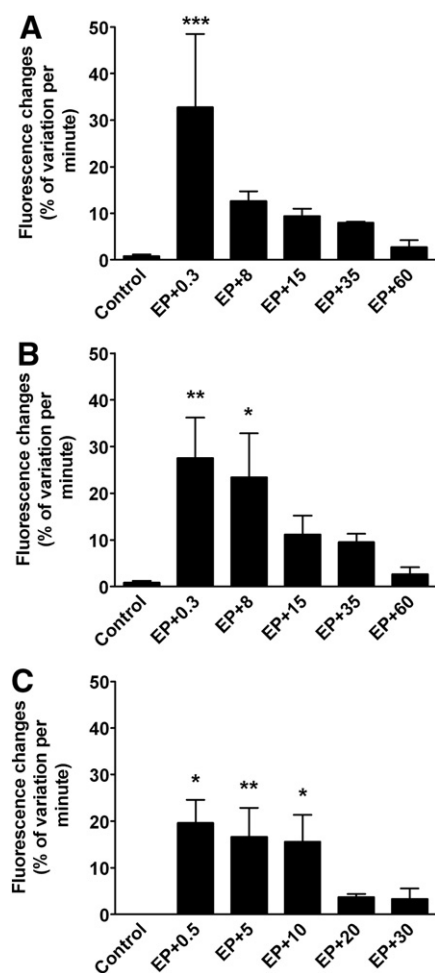 A
Fluorescence changes
(% of variation per
minute)
50
40
30
20
10
0
***
Control
EP+0.3
EP+8
EP+15
EP+35
EP+60
B
Fluorescence changes
(% of variation per
minute)
50
40
30
20
10
0
**
*
Control
EP+0.3
EP+8
EP+15
EP+35
EP+60
C
Fluorescence changes
(% of variation per
minute)
50
40
30
20
10
0
*
**
*
Control
EP+0.5
EP+5
EP+10
EP+20
EP+30